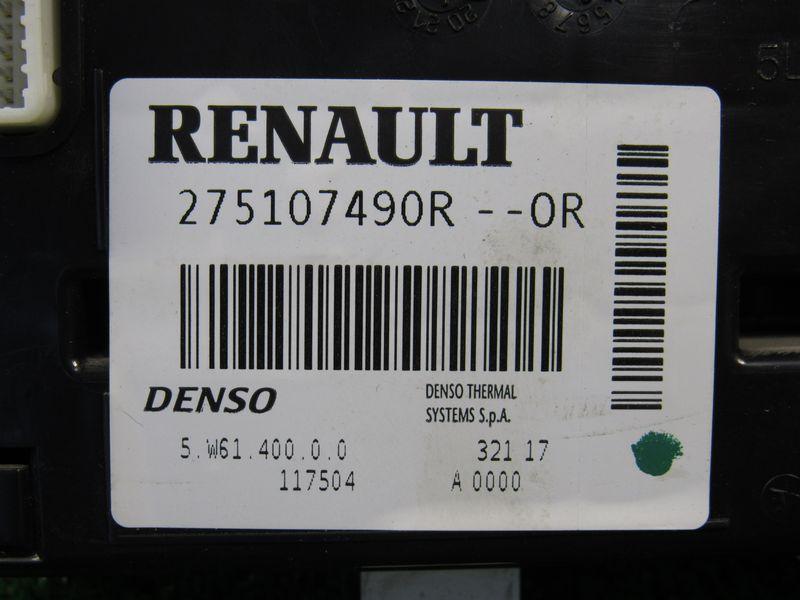 RENAULT
275107490R --0R
DENSO
DENSO THERMAL
SYSTEMS S.p.A.
5.W61.400.0.0
321 17
117504
A 0000